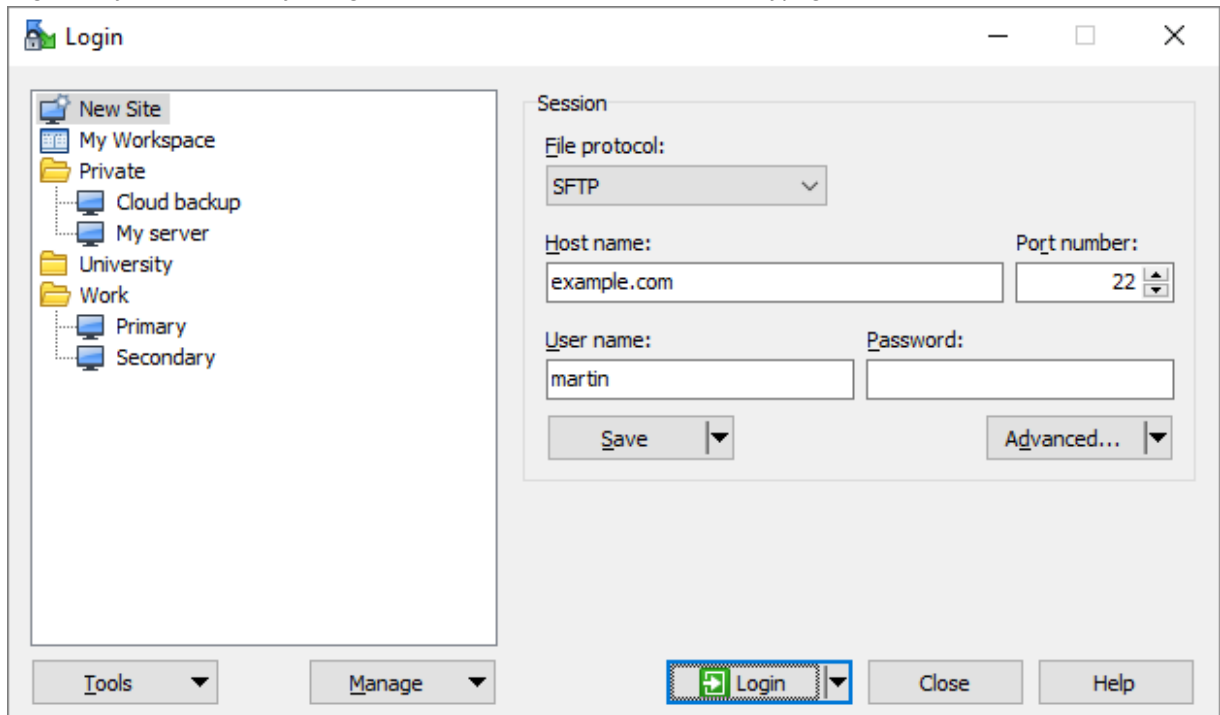 Login
New Site
My Workspace
Private
Cloud backup
My server
University
Work
Primary
Secondary
Session
File protocol:
SFTP
Host name:
Port number:
example.com
22
User name:
Password:
martin
Save
Advanced...
Tools
Manage
Login
Close
Help